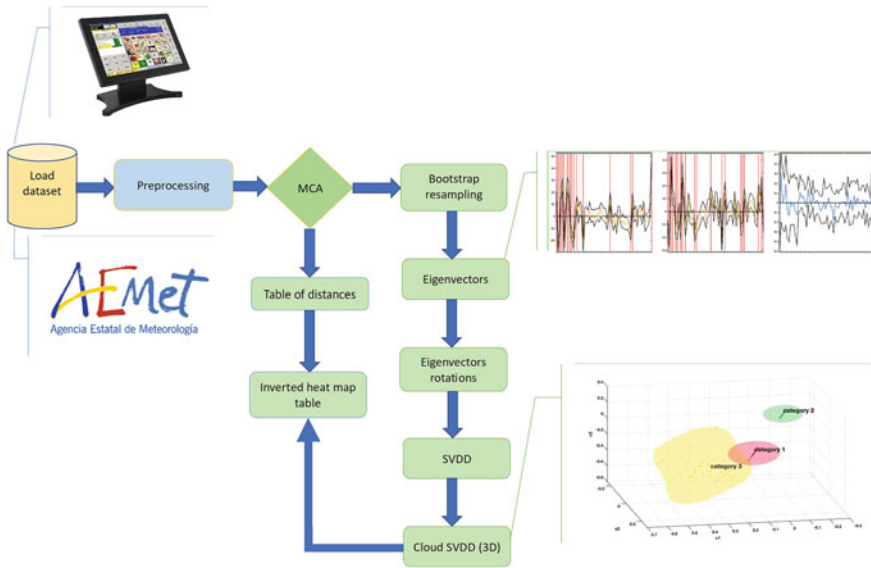 Load
dataset
Preprocessing
MCA
Bootstrap
resampling
Table of distances
Eigenvectors
AEMet
Agencia Estatal de Meteorología
Inverted heat map
table
Eigenvectors
rotations
SVDD
Cloud SVDD (3D)
category 2
category 1
category 3